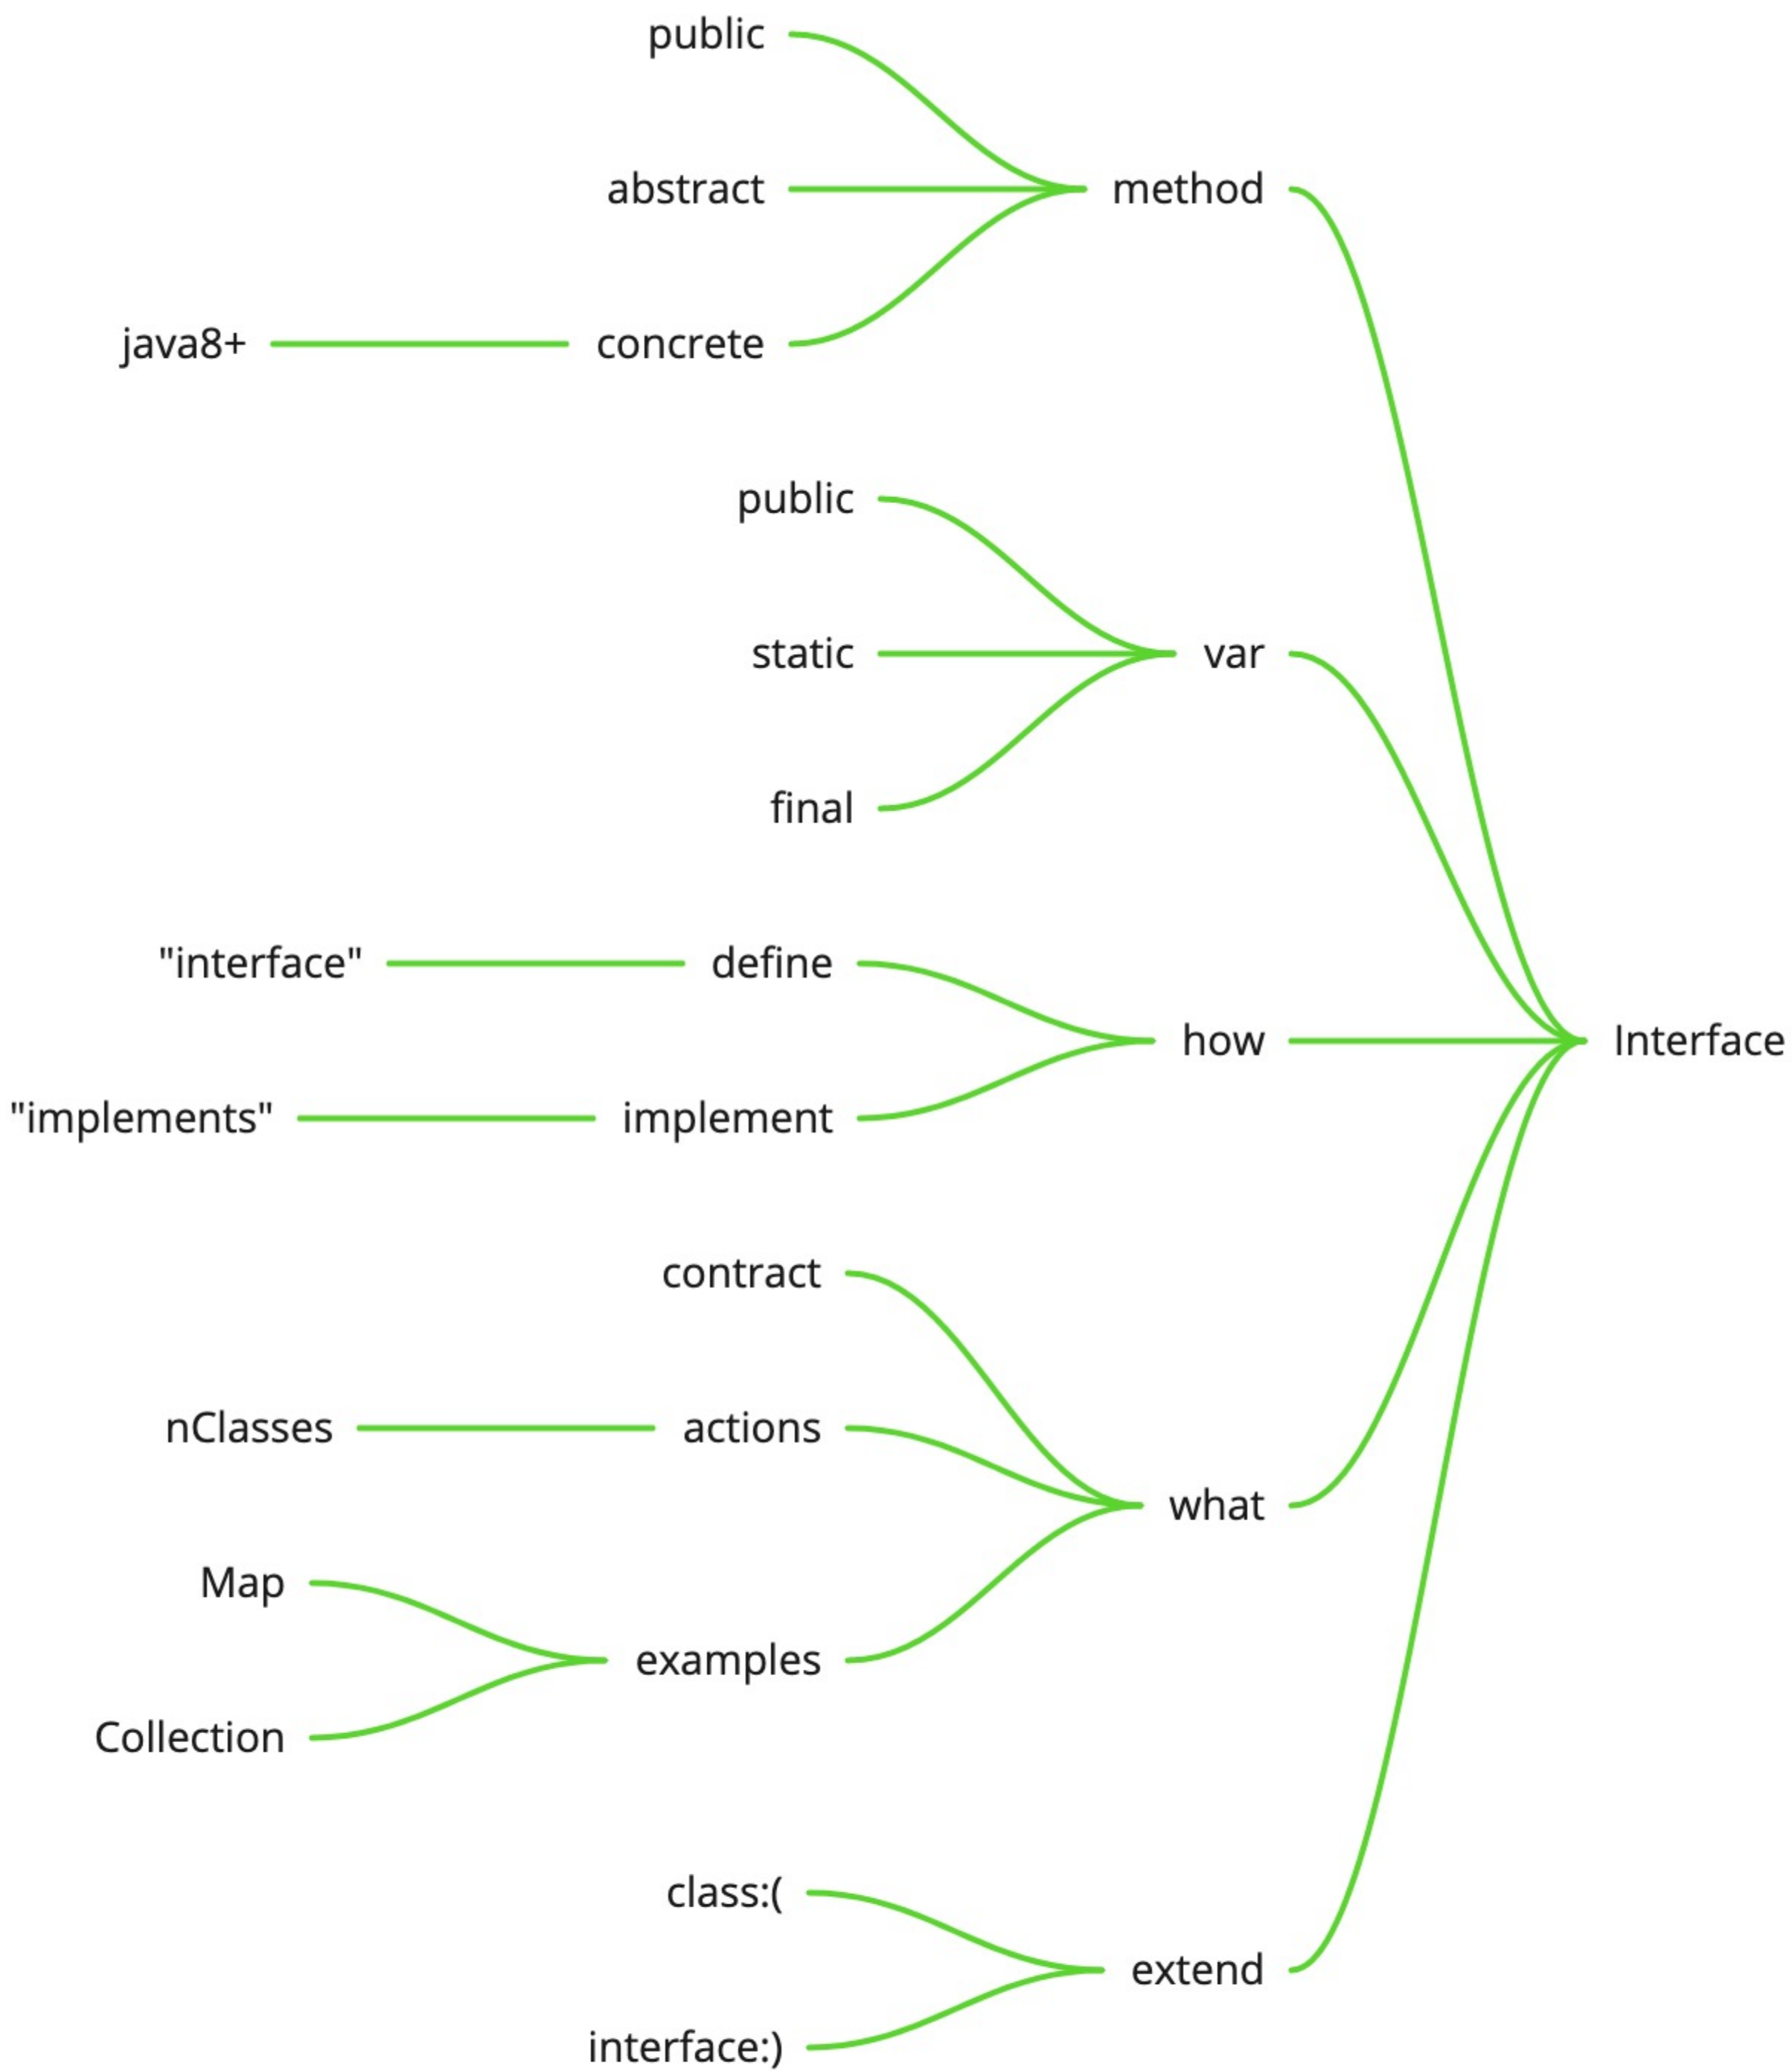 public
abstract
method
java8+
concrete
public
static
var
final
"interface"
define
how
Interface
"implements"
implement
contract
nClasses
actions
what
Map
examples
Collection
class:(
extend
interface:)